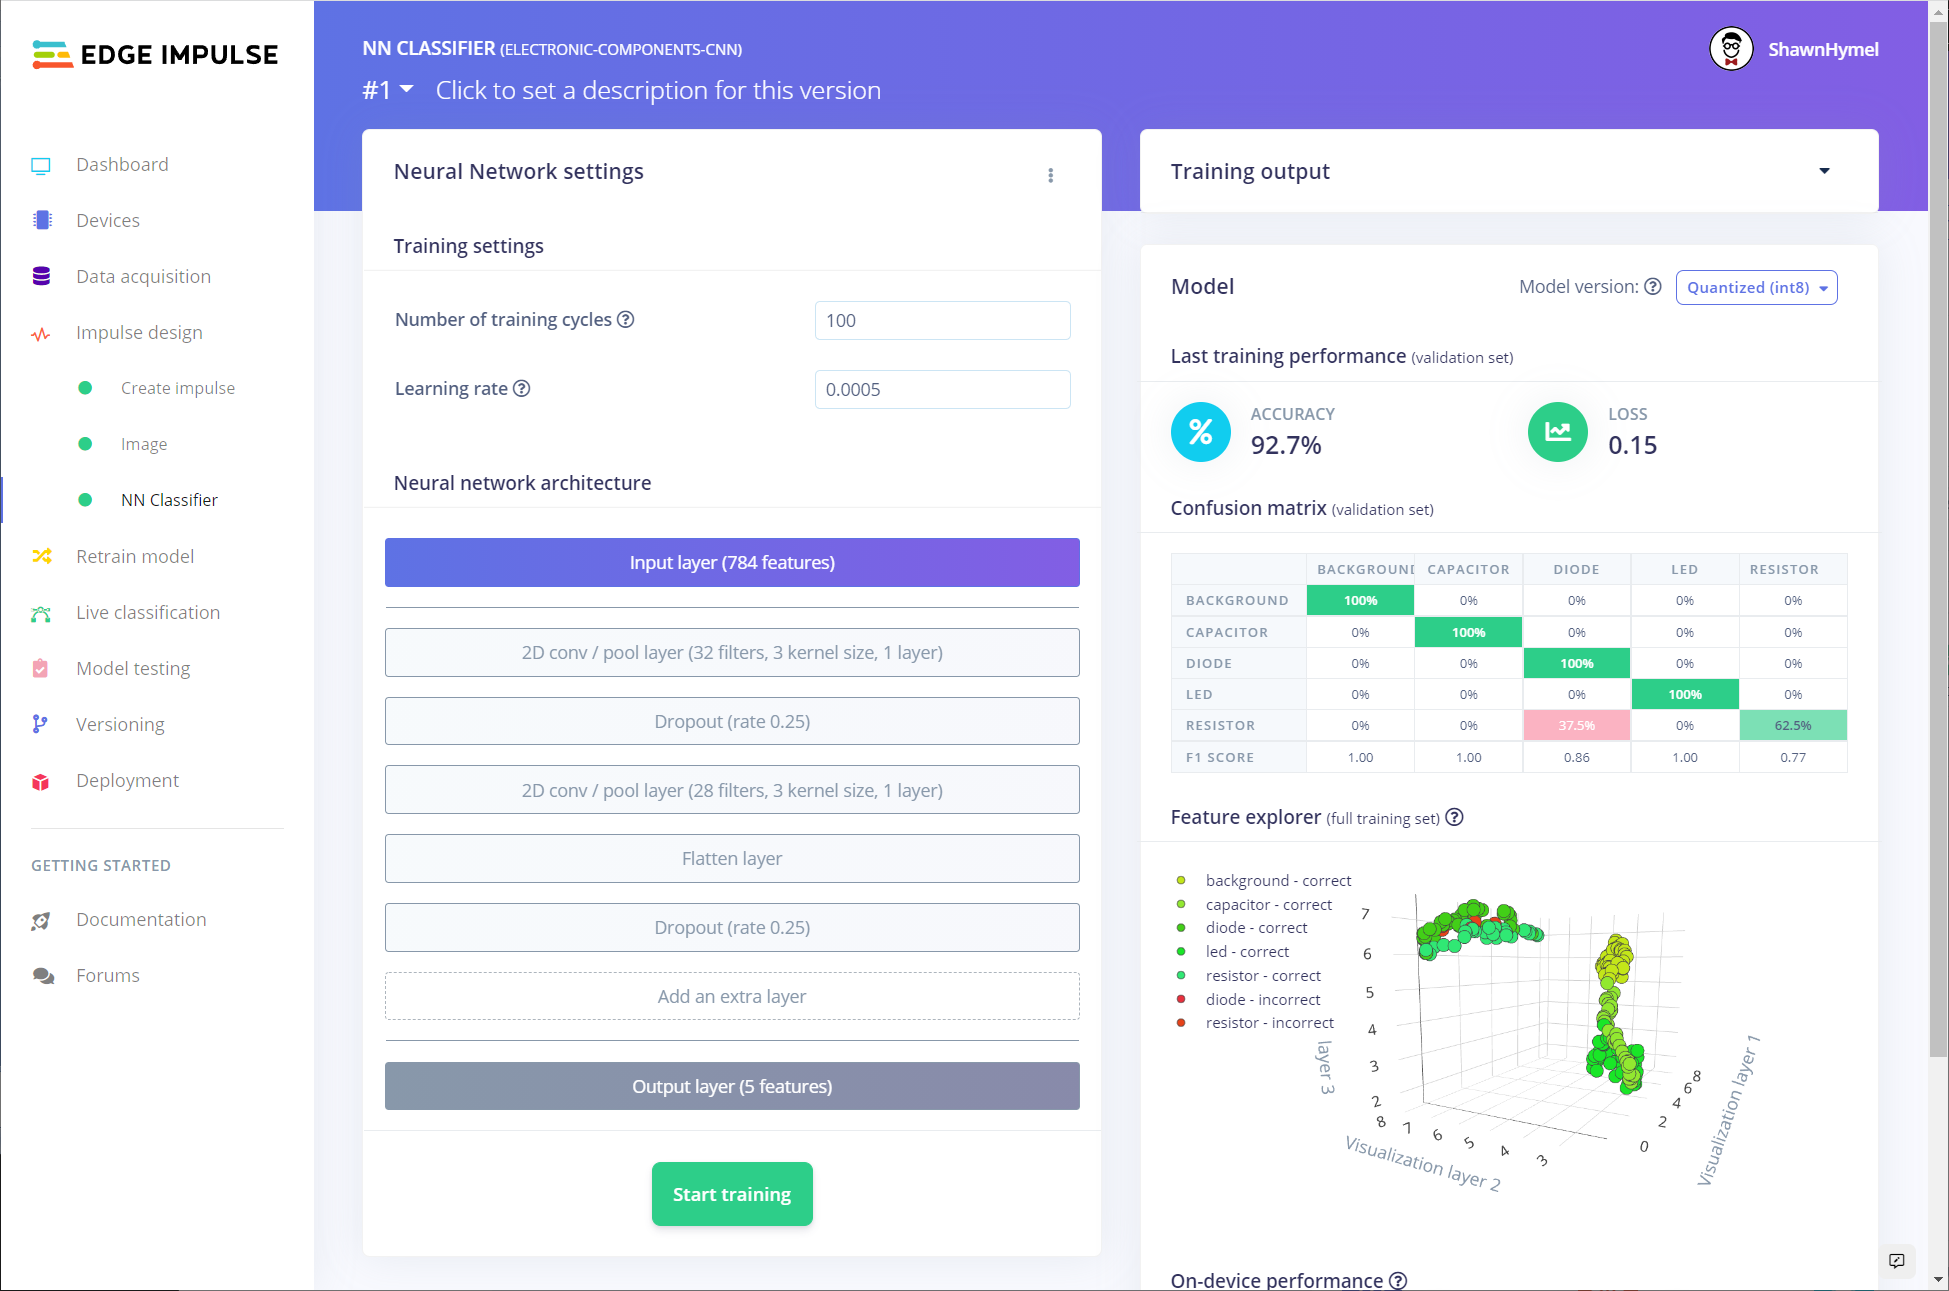 EDGE IMPULSE
Dashboard
Devices
Data acquisition
Impulse design
Create impulse
Image
NN Classifier
Retrain model
Live classification
Model testing
Versioning
Deployment
GETTING STARTED
Documentation
Forums
NN CLASSIFIER (ELECTRONIC-COMPONENTS-CNN)
#1 Click to set a description for this version
ShawnHymel
Neural Network settings
Training settings
Number of training cycles ? 100
Learning rate ? 0.0005
Neural network architecture
Input layer (784 features)
2D conv / pool layer (32 filters, 3 kernel size, 1 layer)
Dropout (rate 0.25)
2D conv / pool layer (28 filters, 3 kernel size, 1 layer)
Flatten layer
Dropout (rate 0.25)
Add an extra layer
Output layer (5 features)
Start training
Training output
Model
Model version: ? Quantized (int8)
Last training performance (validation set)
% ACCURACY
92.7%
LOSS
0.15
Confusion matrix (validation set)
BACKGROUND CAPACITOR DIODE LED RESISTOR
BACKGROUND 100% 0% 0% 0% 0%
CAPACITOR 0% 100% 0% 0% 0%
DIODE 0% 0% 100% 0% 0%
LED 0% 0% 0% 100% 0%
RESISTOR 0% 0% 37.5% 0% 62.5%
F1 SCORE 1.00 1.00 0.86 1.00 0.77
Feature explorer (full training set) ?
background - correct
capacitor - correct
diode - correct
led - correct
resistor - correct
diode - incorrect
resistor - incorrect
7
6
5
4
3
2
layer 3
8 7 6 5 4 3
Visualization layer 2
0 2 4 6 8
Visualization layer 1
On-device performance ?